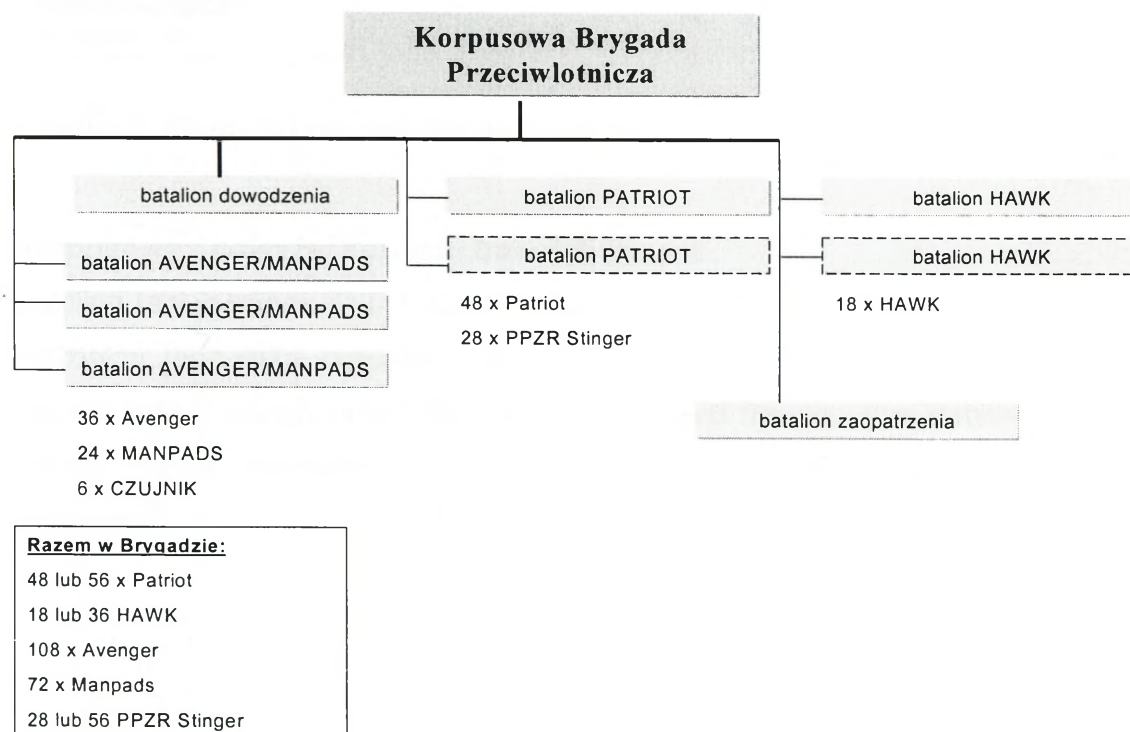 Korpusowa Brygada
Przeciwlotnicza
batalion dowodzenia
batalion PATRIOT
batalion HAWK
batalion AVENGER/MANPADS
batalion PATRIOT
batalion HAWK
batalion AVENGER/MANPADS
batalion AVENGER/MANPADS
48 x Patriot
28 x PPZR Stinger
18 x HAWK
36 x Avenger
24 x MANPADS
6 x CZUJNIK
batalion zaopatrzenia
Razem w Brygadzie:
48 lub 56 x Patriot
18 lub 36 HAWK
108 x Avenger
72 x Manpads
28 lub 56 PPZR Stinger